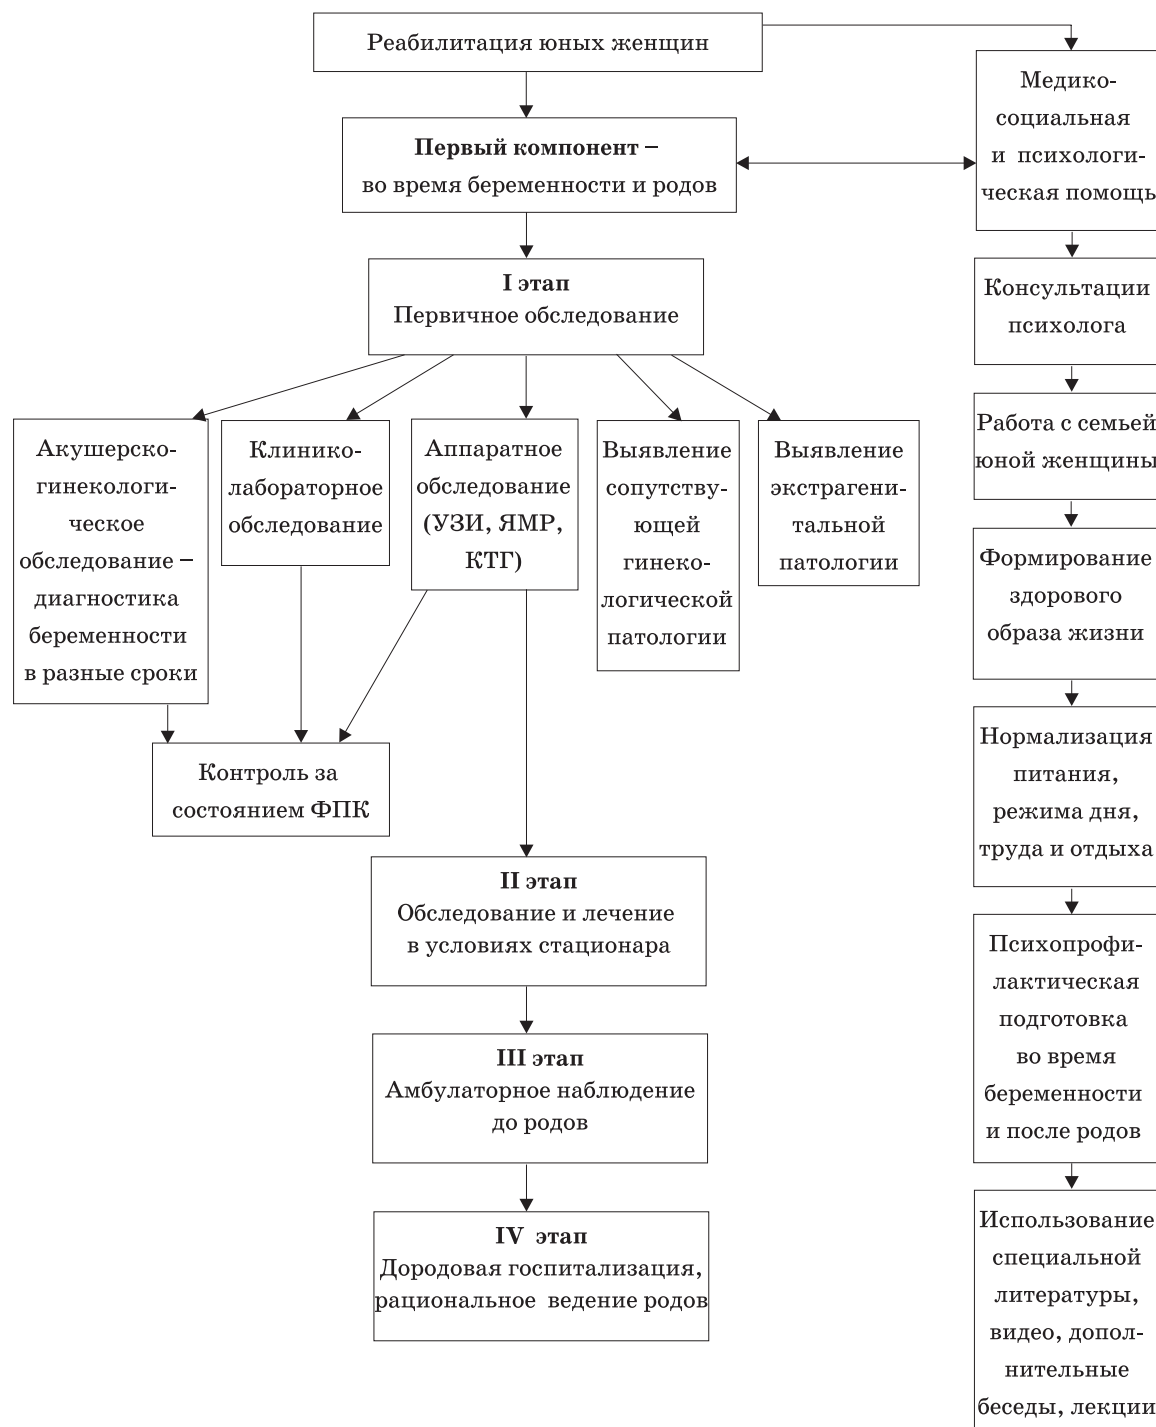 Реабилитация юных женщин
Первый компонент –
во время беременности и родов
I этап
Первичное обследование
Акушерско-
гинекологи-
ческое
обследование –
диагностика
беременности
в разные сроки
Клинико-
лабораторное
обследование
Аппаратное
обследование
(УЗИ, ЯМР,
КТГ)
Выявление
сопутству-
ющей
гинеко-
логической
патологии
Выявление
экстрагени-
тальной
патологии
Контроль за
состоянием ФПК
II этап
Обследование и лечение
в условиях стационара
III этап
Амбулаторное наблюдение
до родов
IV этап
Дородовая госпитализация,
рациональное ведение родов
Медико-
социальная
и психологи-
ческая помощь
Консультации
психолога
Работа с семьей
юной женщины
Формирование
здорового
образа жизни
Нормализация
питания,
режима дня,
труда и отдыха
Психопрофи-
лактическая
подготовка
во время
беременности
и после родов
Использование
специальной
литературы,
видео, допол-
нительные
беседы, лекции